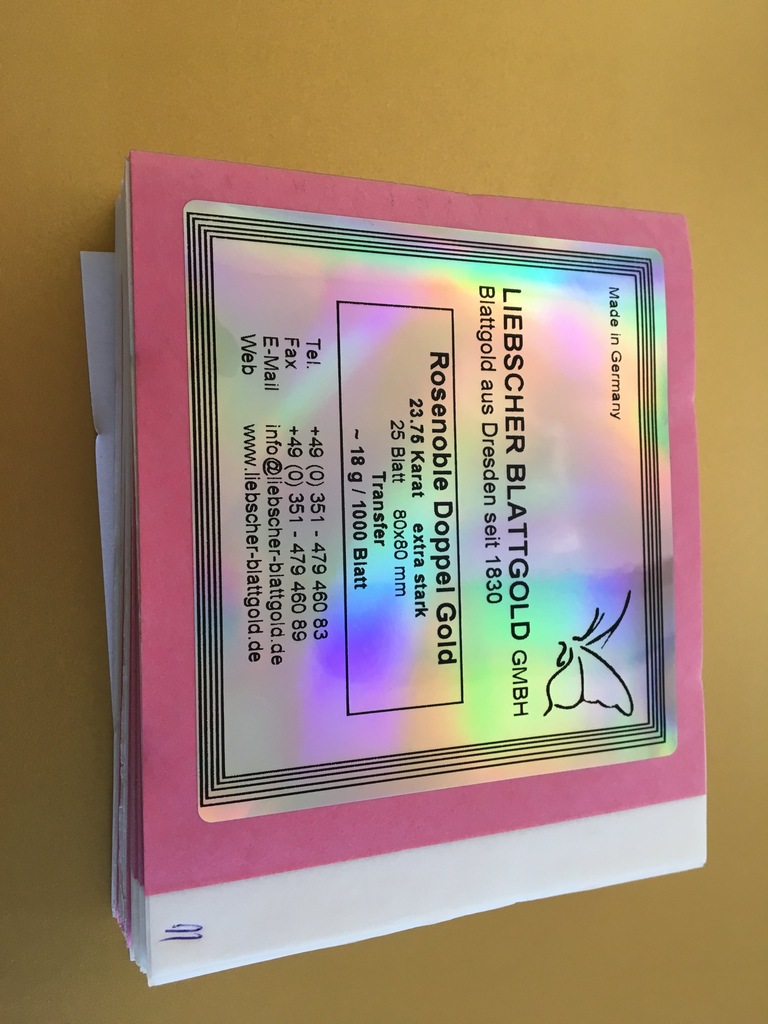 Made in Germany
LIEBSCHER BLATTGOLD GMBH
Blattgold aus Dresden seit 1830
Rosenoble Doppel Gold
23.75 Karat extra stark
25 Blatt 80x80 mm
Transfer
~ 18 g / 1000 Blatt
Tel. +49 (0) 351 - 479 460 83
Fax +49 (0) 351 - 479 460 89
E-Mail info@liebscher-blattgold.de
Web www.liebscher-blattgold.de